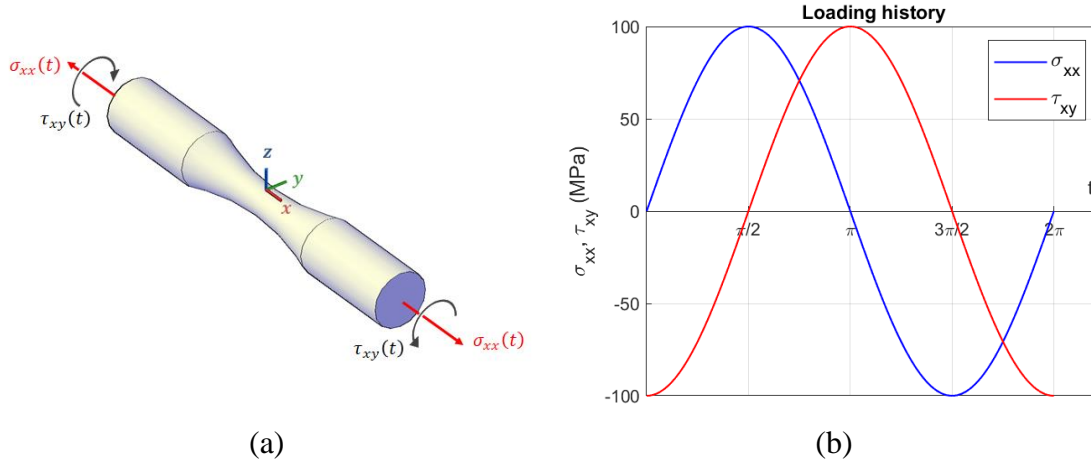 σxx(t)
τxy(t)
z
y
x
τxy(t)
σxx(t)
(a)
Loading history
σxx, τxy (MPa)
100
50
0
-50
-100
π/2
π
3π/2
2π
t
σxx
τxy
(b)